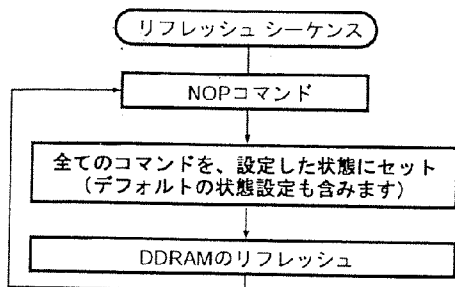 リフレッシュ シーケンス
NOPコマンド
全てのコマンドを、設定した状態にセット
(デフォルトの状態設定も含みます)
DDRAMのリフレッシュ